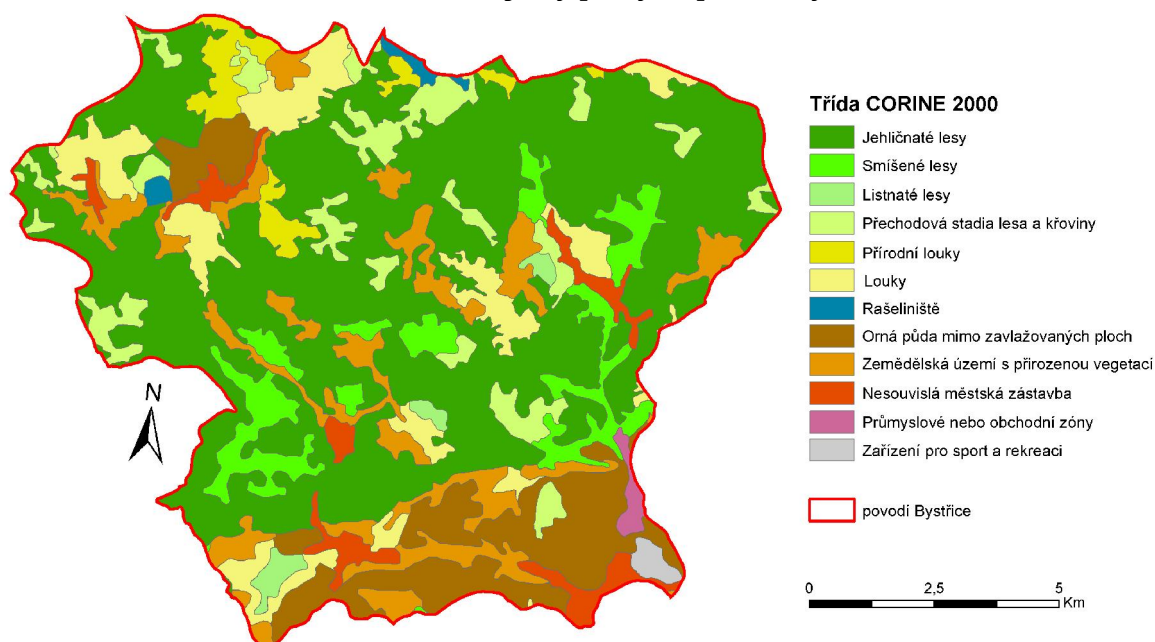 Třída CORINE 2000
Jehličnaté lesy
Smíšené lesy
Listnaté lesy
Přechodová stadia lesa a křoviny
Přírodní louky
Louky
Rašeliniště
Orná půda mimo zavlažovaných ploch
Zemědělská území s přirozenou vegetací
Nesouvislá městská zástavba
Průmyslové nebo obchodní zóny
Zařízení pro sport a rekreaci
povodí Bystřice
N
0 2,5 5
Km